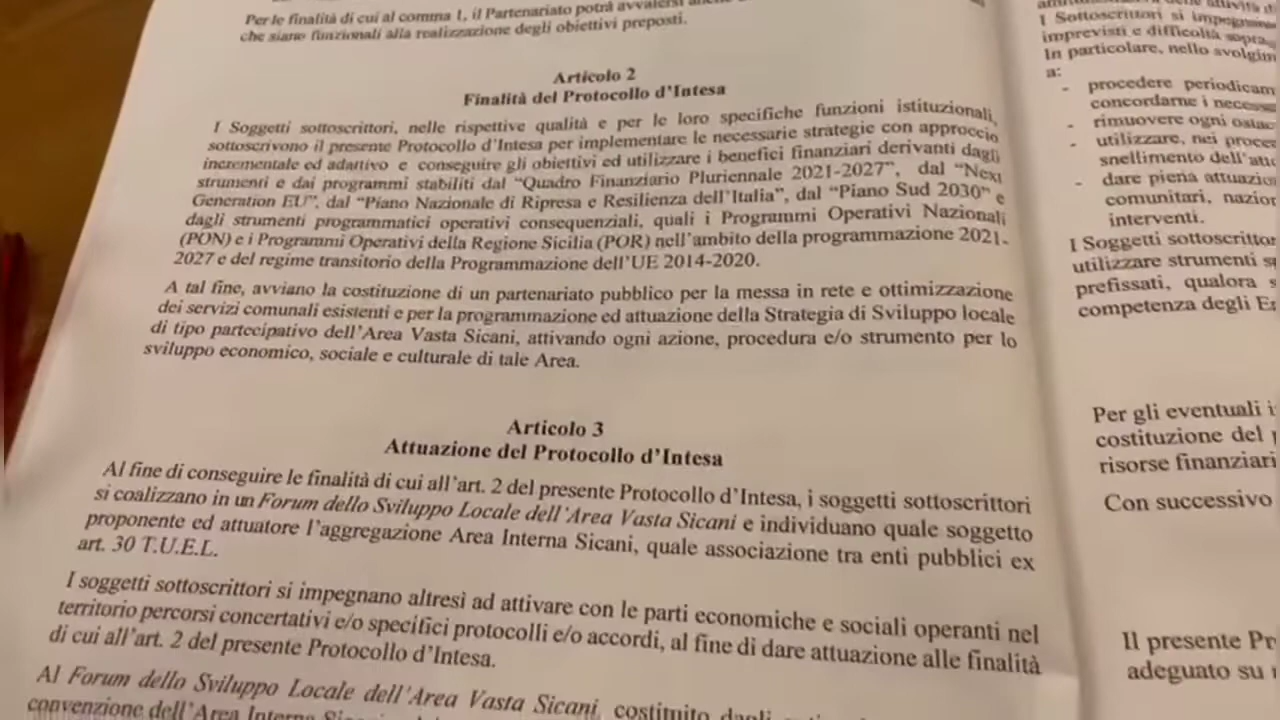 Per le finalità di cui al comma 1, il Partenariato potrà avvalersi anche
che siano funzionali alla realizzazione degli obiettivi preposti.
Articolo 2
Finalità del Protocollo d'Intesa
I Soggetti sottoscrittori, nelle rispettive qualità e per le loro specifiche funzioni istituzionali,
sottoscrivono il presente Protocollo d'Intesa per implementare le necessarie strategie con approccio
incrementale ed adattivo e conseguire gli obiettivi ed utilizzare i benefici finanziari derivanti dagli
strumenti e dai programmi stabiliti dal “Quadro Finanziario Pluriennale 2021-2027”, dal “Next
Generation EU”, dal “Piano Nazionale di Ripresa e Resilienza dell'Italia”, dal “Piano Sud 2030” e
dagli strumenti programmatici operativi consequenziali, quali i Programmi Operativi Nazionali
(PON) e i Programmi Operativi della Regione Sicilia (POR) nell'ambito della programmazione 2021-
2027 e del regime transitorio della Programmazione dell'UE 2014-2020.
A tal fine, avviano la costituzione di un partenariato pubblico per la messa in rete e ottimizzazione
dei servizi comunali esistenti e per la programmazione ed attuazione della Strategia di Sviluppo locale
di tipo partecipativo dell'Area Vasta Sicani, attivando ogni azione, procedura e/o strumento per lo
sviluppo economico, sociale e culturale di tale Area.
Articolo 3
Attuazione del Protocollo d'Intesa
Al fine di conseguire le finalità di cui all'art. 2 del presente Protocollo d'Intesa, i soggetti sottoscrittori
si coalizzano in un Forum dello Sviluppo Locale dell'Area Vasta Sicani e individuano quale soggetto
proponente ed attuatore l'aggregazione Area Interna Sicani, quale associazione tra enti pubblici ex
art. 30 T.U.E.L.
I soggetti sottoscrittori si impegnano altresì ad attivare con le parti economiche e sociali operanti nel
territorio percorsi concertativi e/o specifici protocolli e/o accordi, al fine di dare attuazione alle finalità
di cui all'art. 2 del presente Protocollo d'Intesa.
Al Forum dello Sviluppo Locale dell'Area Vasta Sicani, costituito dagli
convenzione dell'Area Interna
I Sottoscrittori si
imprevisti e difficoltà
In particolare, nello
a:
- procedere
concordarne i
- rimuovere ogni
- utilizzare, nei
snellimento
- dare piena
comunitari,
interventi.
I Soggetti
utilizzare strumenti
prefissati, qualora
competenza degli
Per gli eventuali
costituzione del
risorse
Con successivo
Il presente
adeguato su